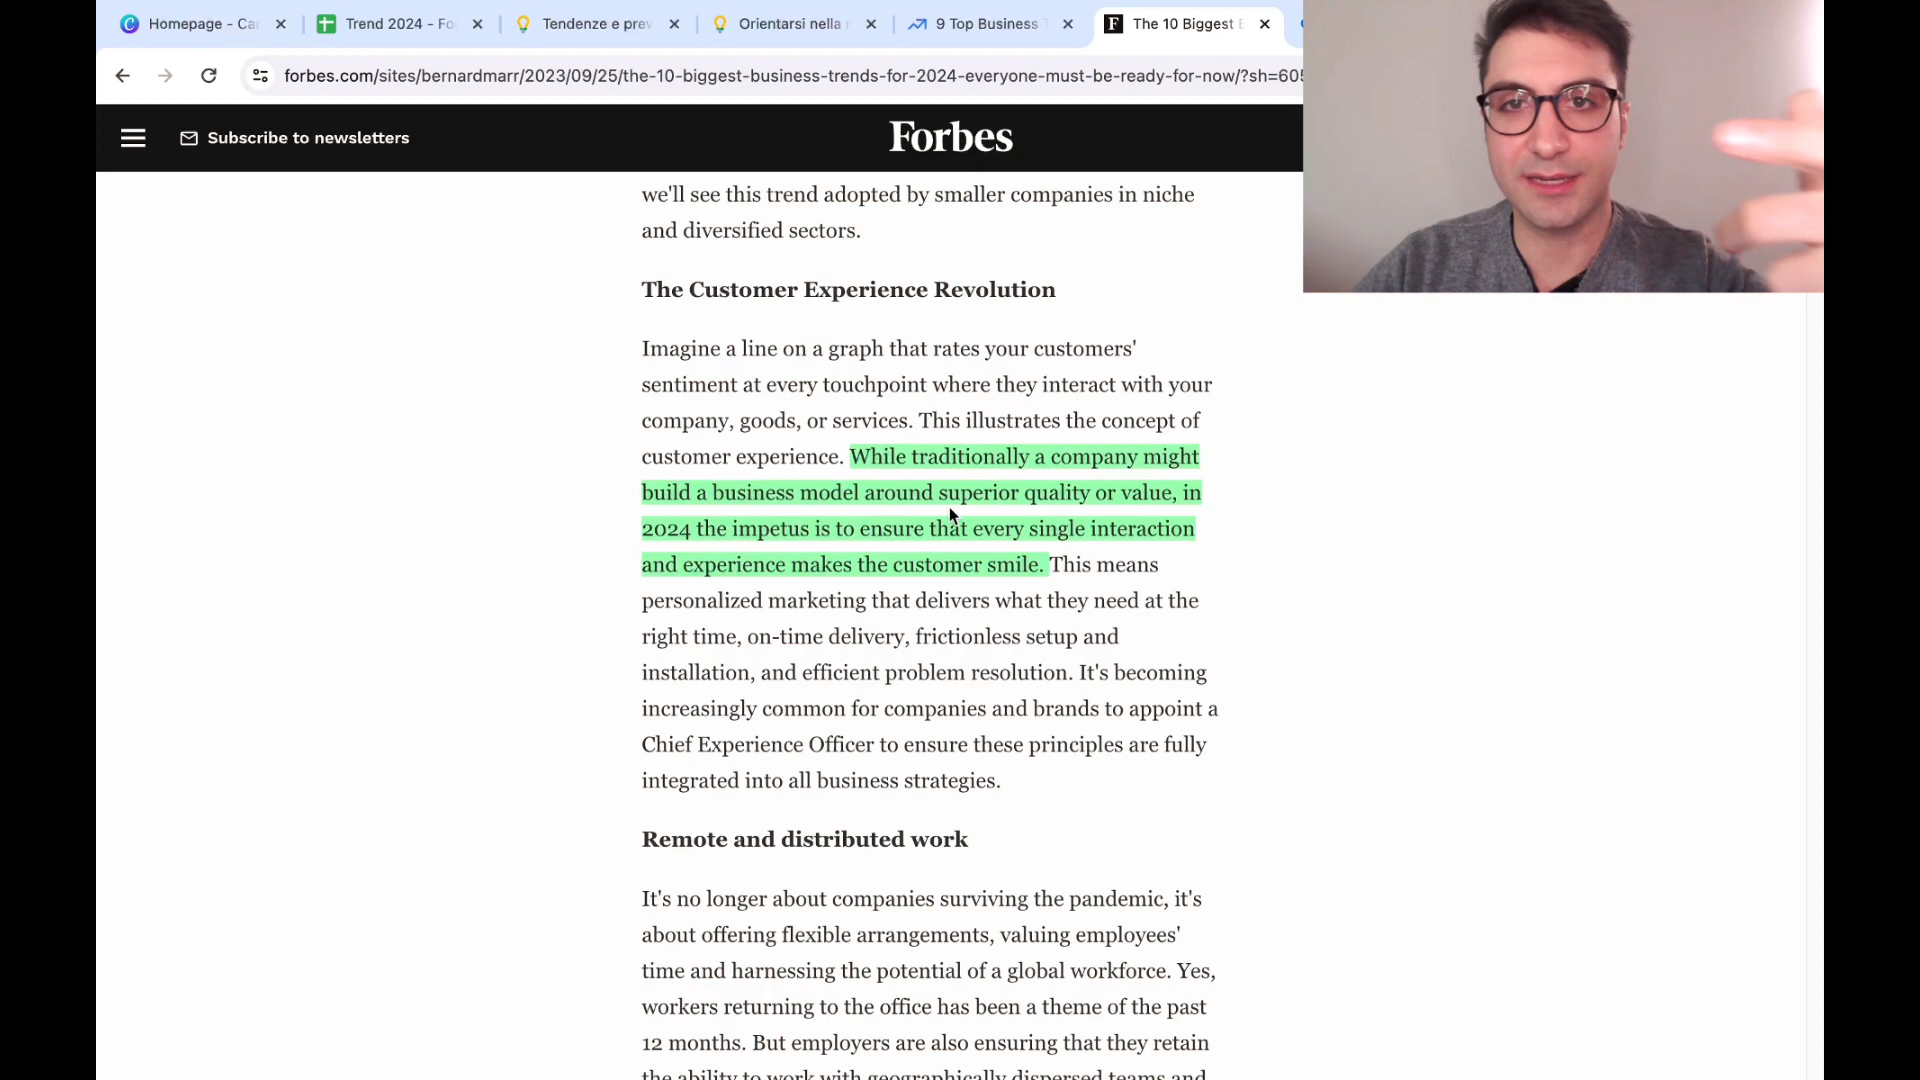 Homepage - Ca
Trend 2024 - Fo
Tendenze e prev
Orientarsi nella
9 Top Business
The 10 Biggest
forbes.com/sites/bernardmarr/2023/09/25/the-10-biggest-business-trends-for-2024-everyone-must-be-ready-for-now/?sh=605
Subscribe to newsletters
Forbes
we'll see this trend adopted by smaller companies in niche
and diversified sectors.
The Customer Experience Revolution
Imagine a line on a graph that rates your customers'
sentiment at every touchpoint where they interact with your
company, goods, or services. This illustrates the concept of
customer experience. While traditionally a company might
build a business model around superior quality or value, in
2024 the impetus is to ensure that every single interaction
and experience makes the customer smile. This means
personalized marketing that delivers what they need at the
right time, on-time delivery, frictionless setup and
installation, and efficient problem resolution. It's becoming
increasingly common for companies and brands to appoint a
Chief Experience Officer to ensure these principles are fully
integrated into all business strategies.
Remote and distributed work
It's no longer about companies surviving the pandemic, it's
about offering flexible arrangements, valuing employees'
time and harnessing the potential of a global workforce. Yes,
workers returning to the office has been a theme of the past
12 months. But employers are also ensuring that they retain
the ability to work with geographically dispersed teams and